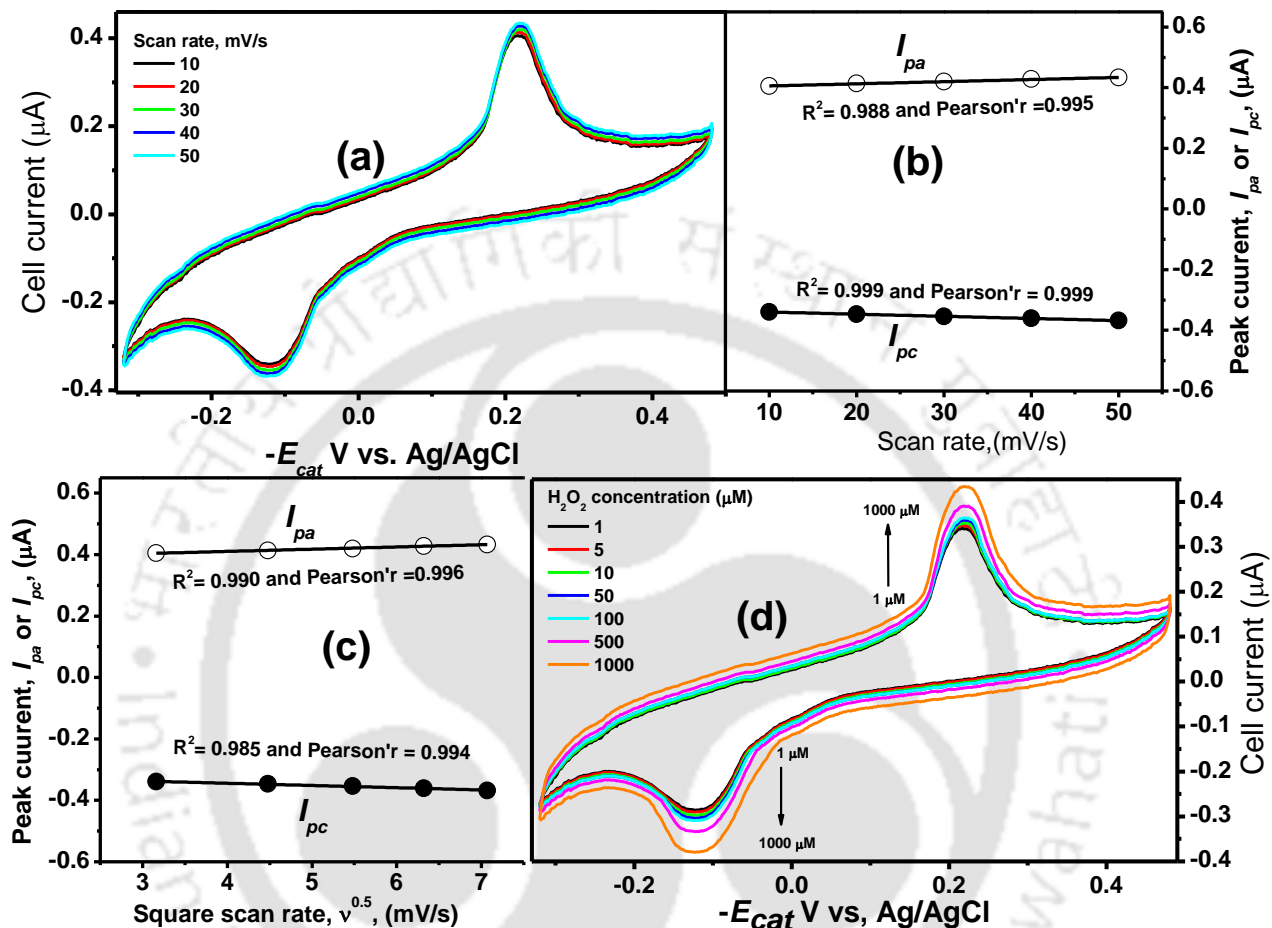 Scan rate, mV/s
10
20
30
40
50
(a)
0.4
0.2
0.0
-0.2
-0.4
Cell current (μA)
-0.2 0.0 0.2 0.4
-E_cat V vs. Ag/AgCl
I_pa
R²= 0.988 and Pearson'r =0.995
(b)
R²= 0.999 and Pearson'r = 0.999
I_pc
0.6
0.4
0.2
0.0
-0.2
-0.4
-0.6
Peak cuurent, I_pa or I_pc, (μA)
10 20 30 40 50
Scan rate,(mV/s)
I_pa
R²= 0.990 and Pearson'r =0.996
(c)
R²= 0.985 and Pearson'r = 0.994
I_pc
0.6
0.4
0.2
0.0
-0.2
-0.4
-0.6
Peak cuurent, I_pa or I_pc, (μA)
3 4 5 6 7
Square scan rate, ν^0.5, (mV/s)
H₂O₂ concentration (μM)
1
5
10
50
100
500
1000
1000 μM
1 μM
(d)
1 μM
1000 μM
0.4
0.3
0.2
0.1
0.0
-0.1
-0.2
-0.3
-0.4
Cell current (μA)
-0.2 0.0 0.2 0.4
-E_cat V vs, Ag/AgCl
Indian
wahati